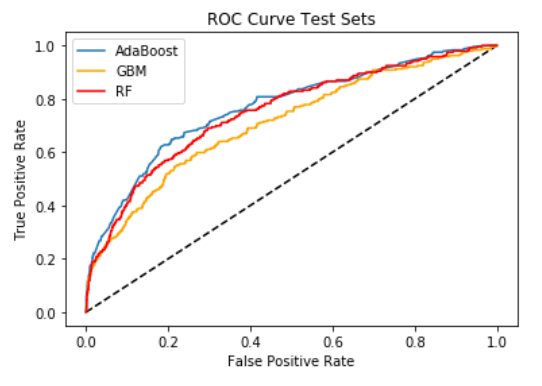 ROC Curve Test Sets
AdaBoost
GBM
RF
True Positive Rate
1.0
0.8
0.6
0.4
0.2
0.0
0.0 0.2 0.4 0.6 0.8 1.0
False Positive Rate